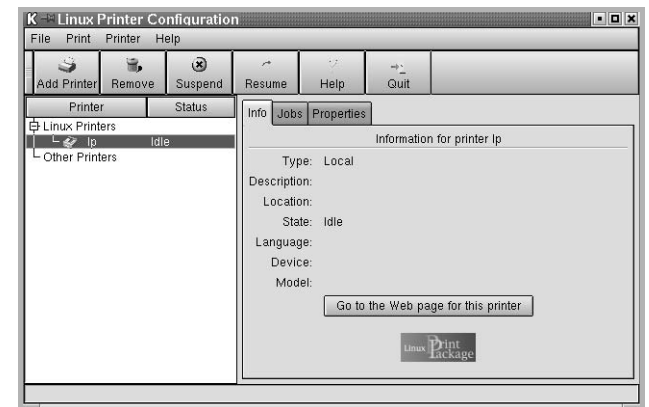 K Linux Printer Configuration
File Print Printer Help
Add Printer Remove Suspend Resume Help Quit
Printer Status
Linux Printers
lp Idle
Other Printers
Info Jobs Properties
Information for printer lp
Type: Local
Description:
Location:
State: Idle
Language:
Device:
Model:
Go to the Web page for this printer
Linux Print Package